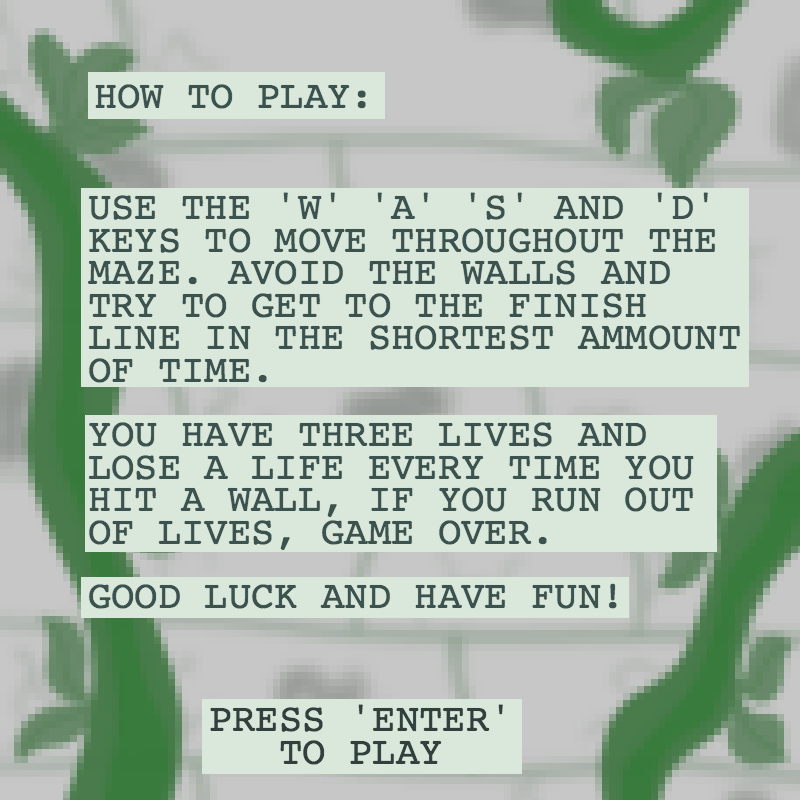 HOW TO PLAY:
USE THE 'W' 'A' 'S' AND 'D'
KEYS TO MOVE THROUGHOUT THE
MAZE. AVOID THE WALLS AND
TRY TO GET TO THE FINISH
LINE IN THE SHORTEST AMMOUNT
OF TIME.
YOU HAVE THREE LIVES AND
LOSE A LIFE EVERY TIME YOU
HIT A WALL, IF YOU RUN OUT
OF LIVES, GAME OVER.
GOOD LUCK AND HAVE FUN!
PRESS 'ENTER'
TO PLAY